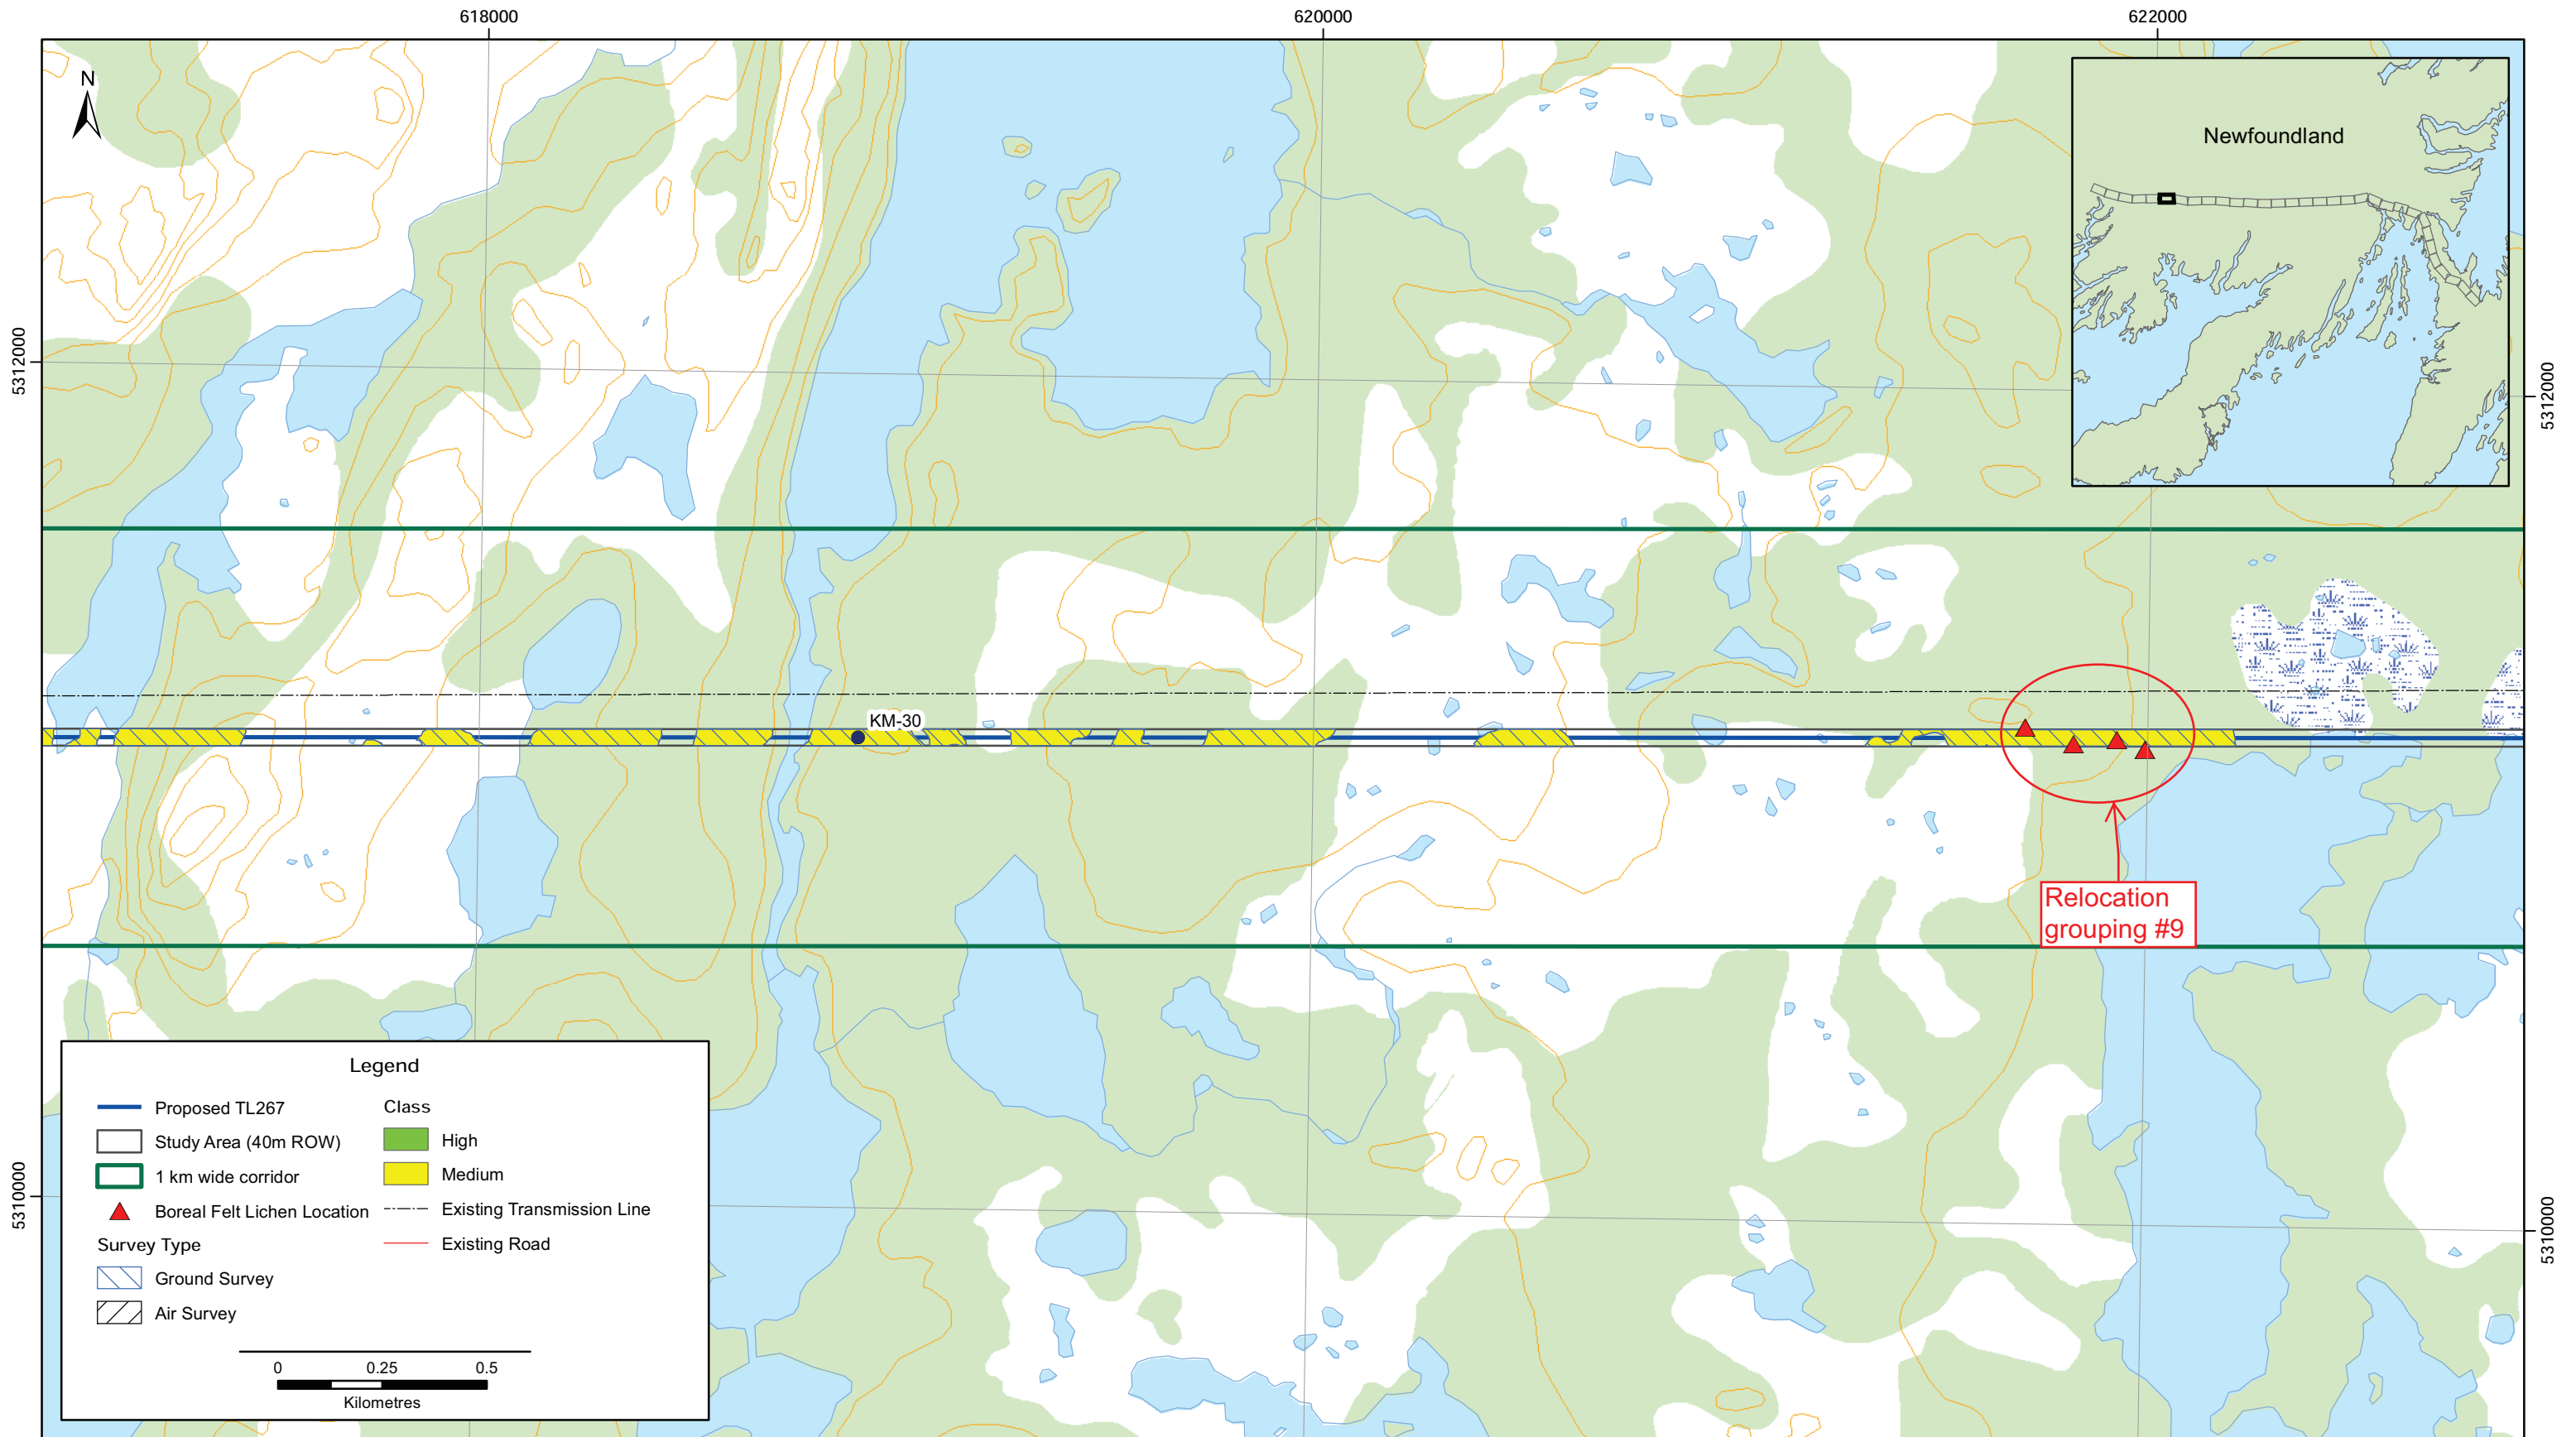 618000
620000
622000
N
Newfoundland
5312000
5312000
KM-30
Relocation
grouping #9
Legend
Proposed TL267
Study Area (40m ROW)
1 km wide corridor
Boreal Felt Lichen Location
Survey Type
Ground Survey
Air Survey
Class
High
Medium
Existing Transmission Line
Existing Road
0 0.25 0.5
Kilometres
5310000
5310000